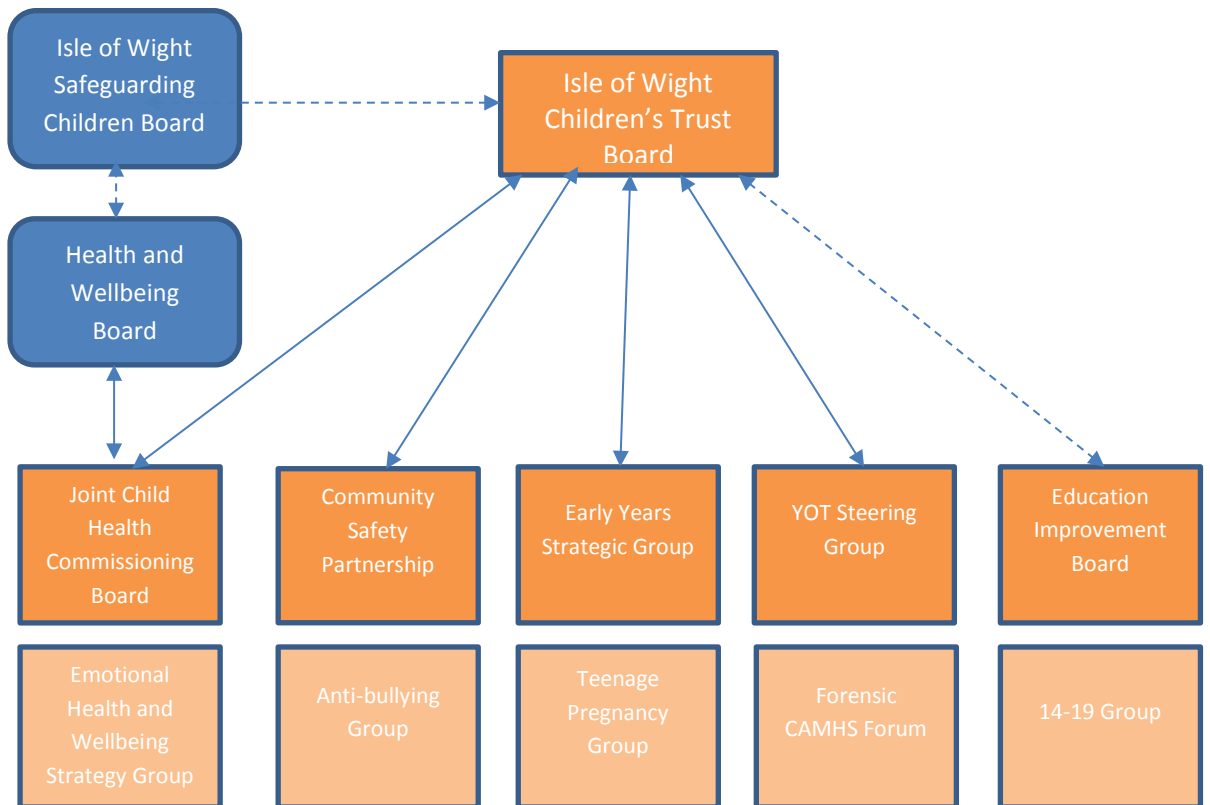 Isle of Wight
Safeguarding
Children Board
Isle of Wight
Children’s Trust
Board
Health and
Wellbeing
Board
Joint Child
Health
Commissioning
Board
Community
Safety
Partnership
Early Years
Strategic Group
YOT Steering
Group
Education
Improvement
Board
Emotional
Health and
Wellbeing
Strategy Group
Anti-bullying
Group
Teenage
Pregnancy
Group
Forensic
CAMHS Forum
14-19 Group